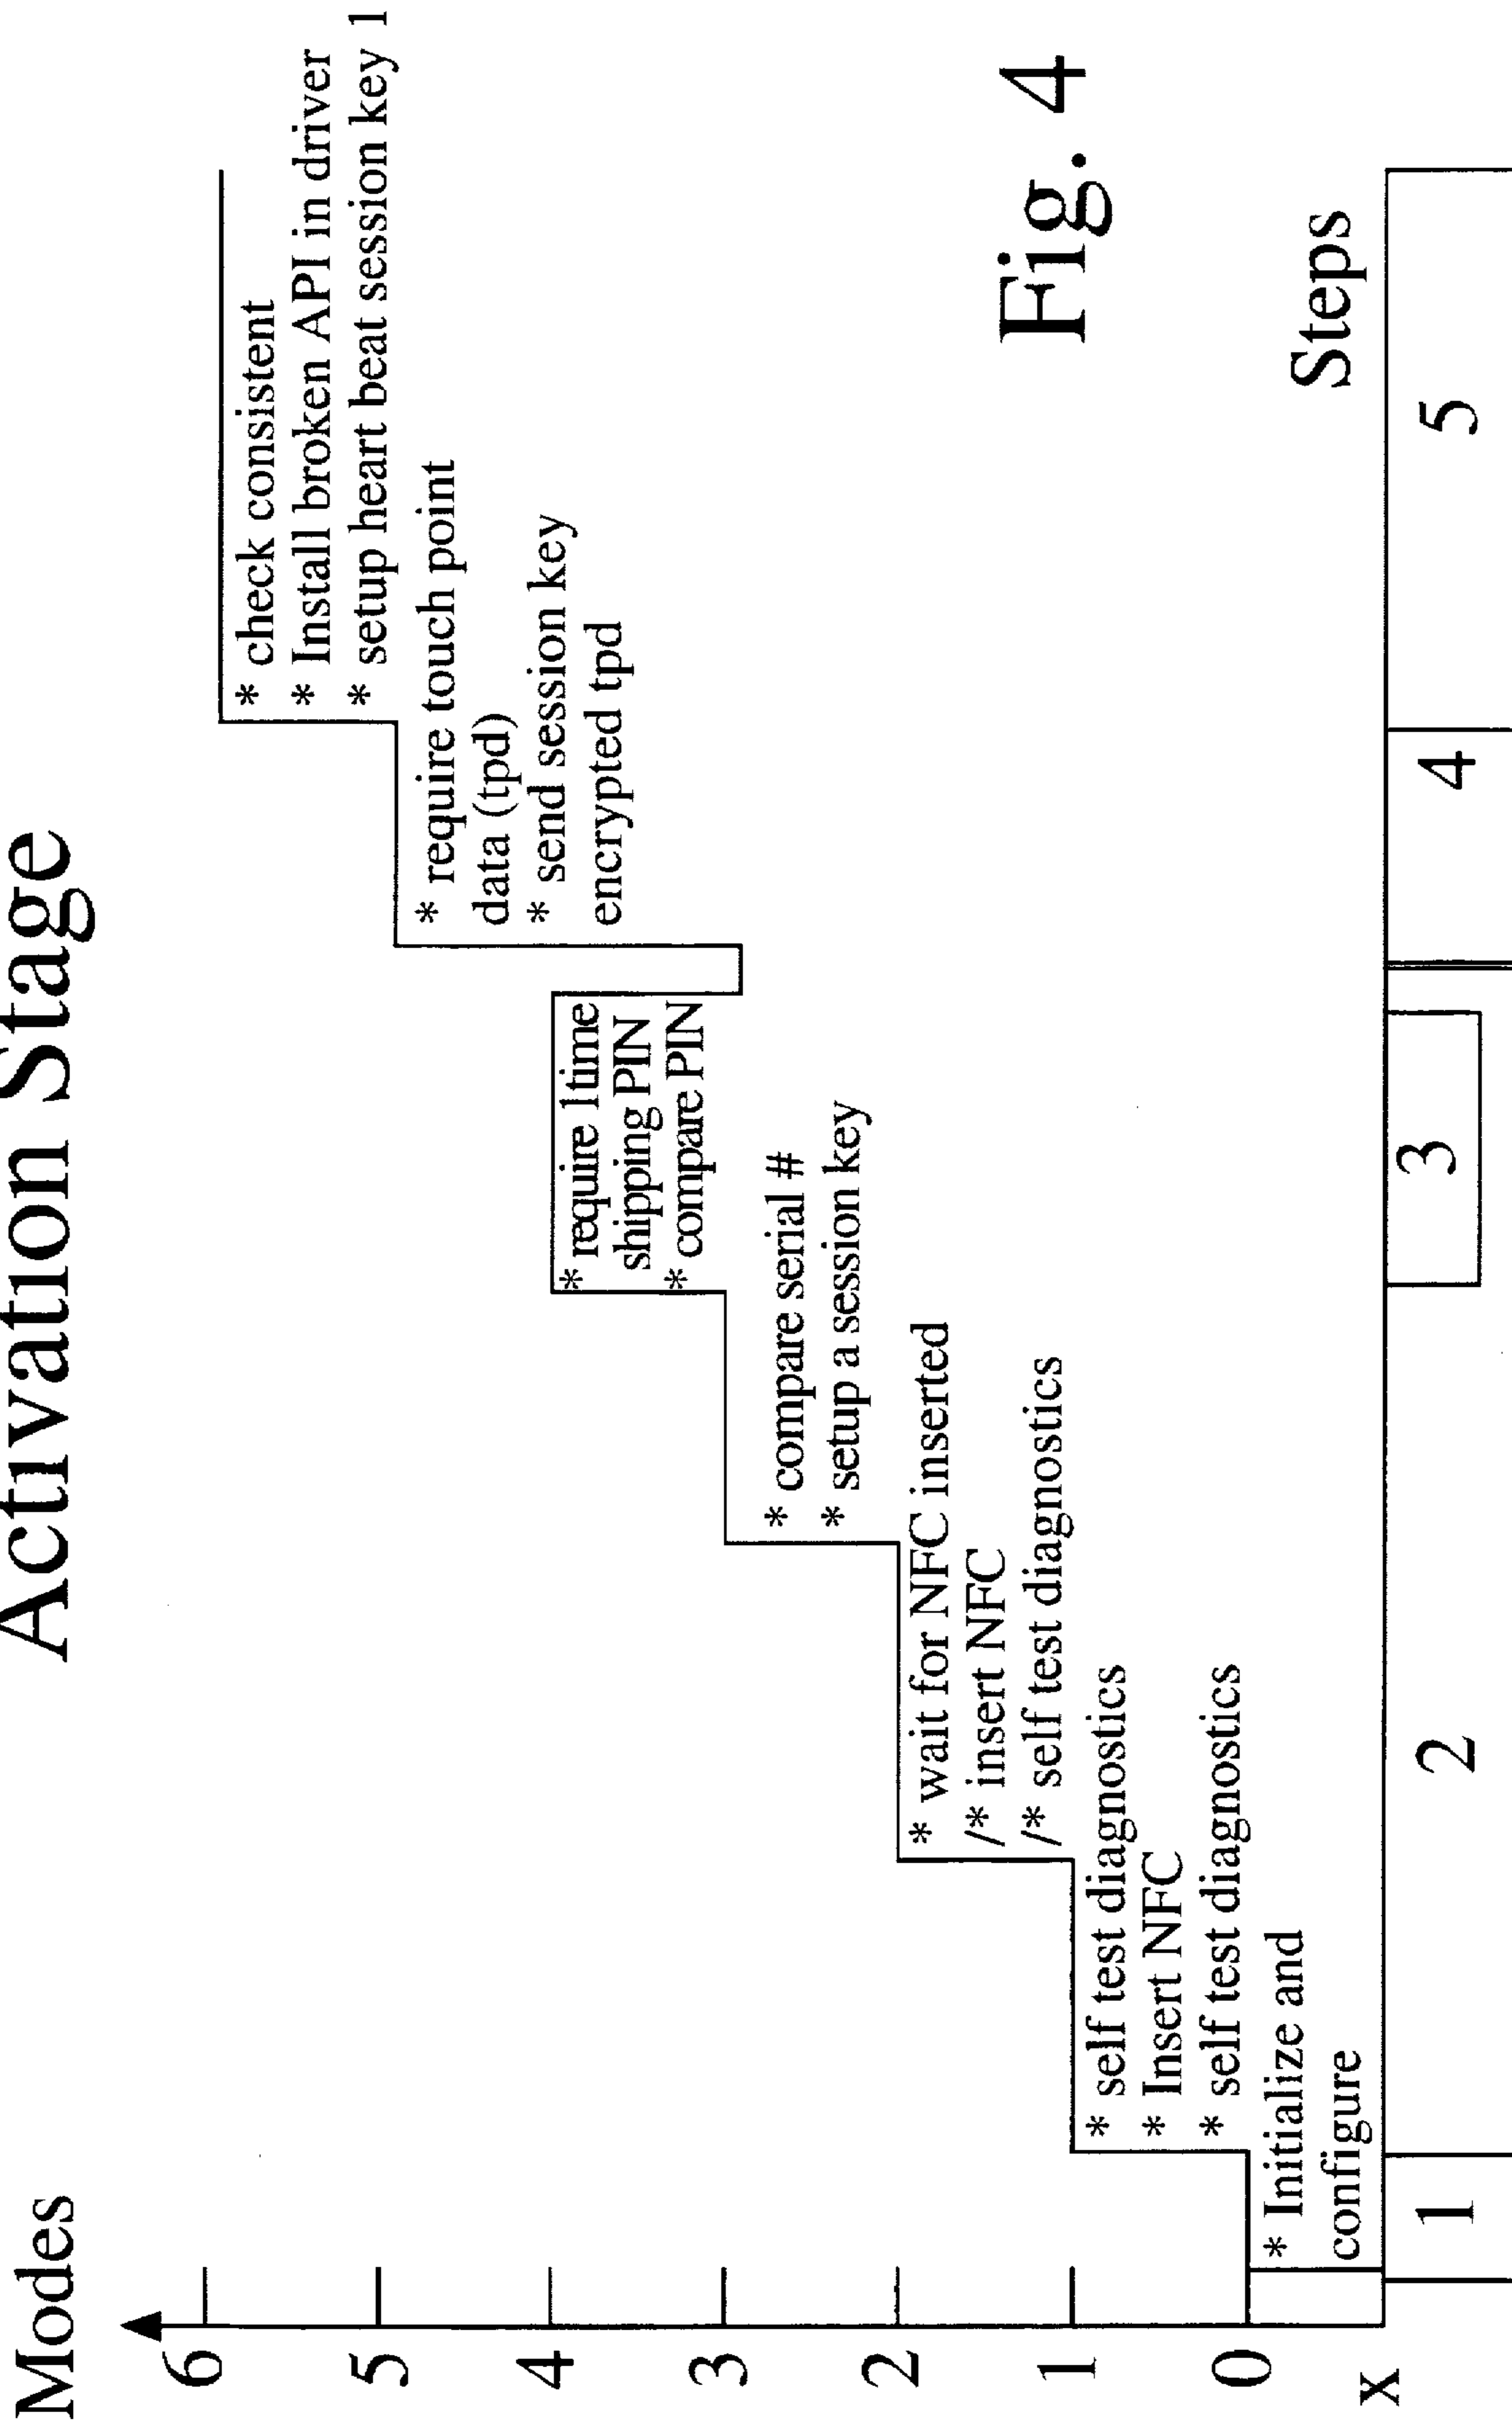 Activation Stage
Modes
6
5
4
3
2
1
0
x
* check consistent
* Install broken API in driver
* setup heart beat session key 1
* require touch point
data (tpd)
* send session key
encrypted tpd
* require 1time
shipping PIN
* compare PIN
* compare serial #
* setup a session key
* wait for NFC inserted
/* insert NFC
/* self test diagnostics
* self test diagnostics
* Insert NFC
* self test diagnostics
* Initialize and
configure
Steps
1
2
3
4
5
Fig. 4